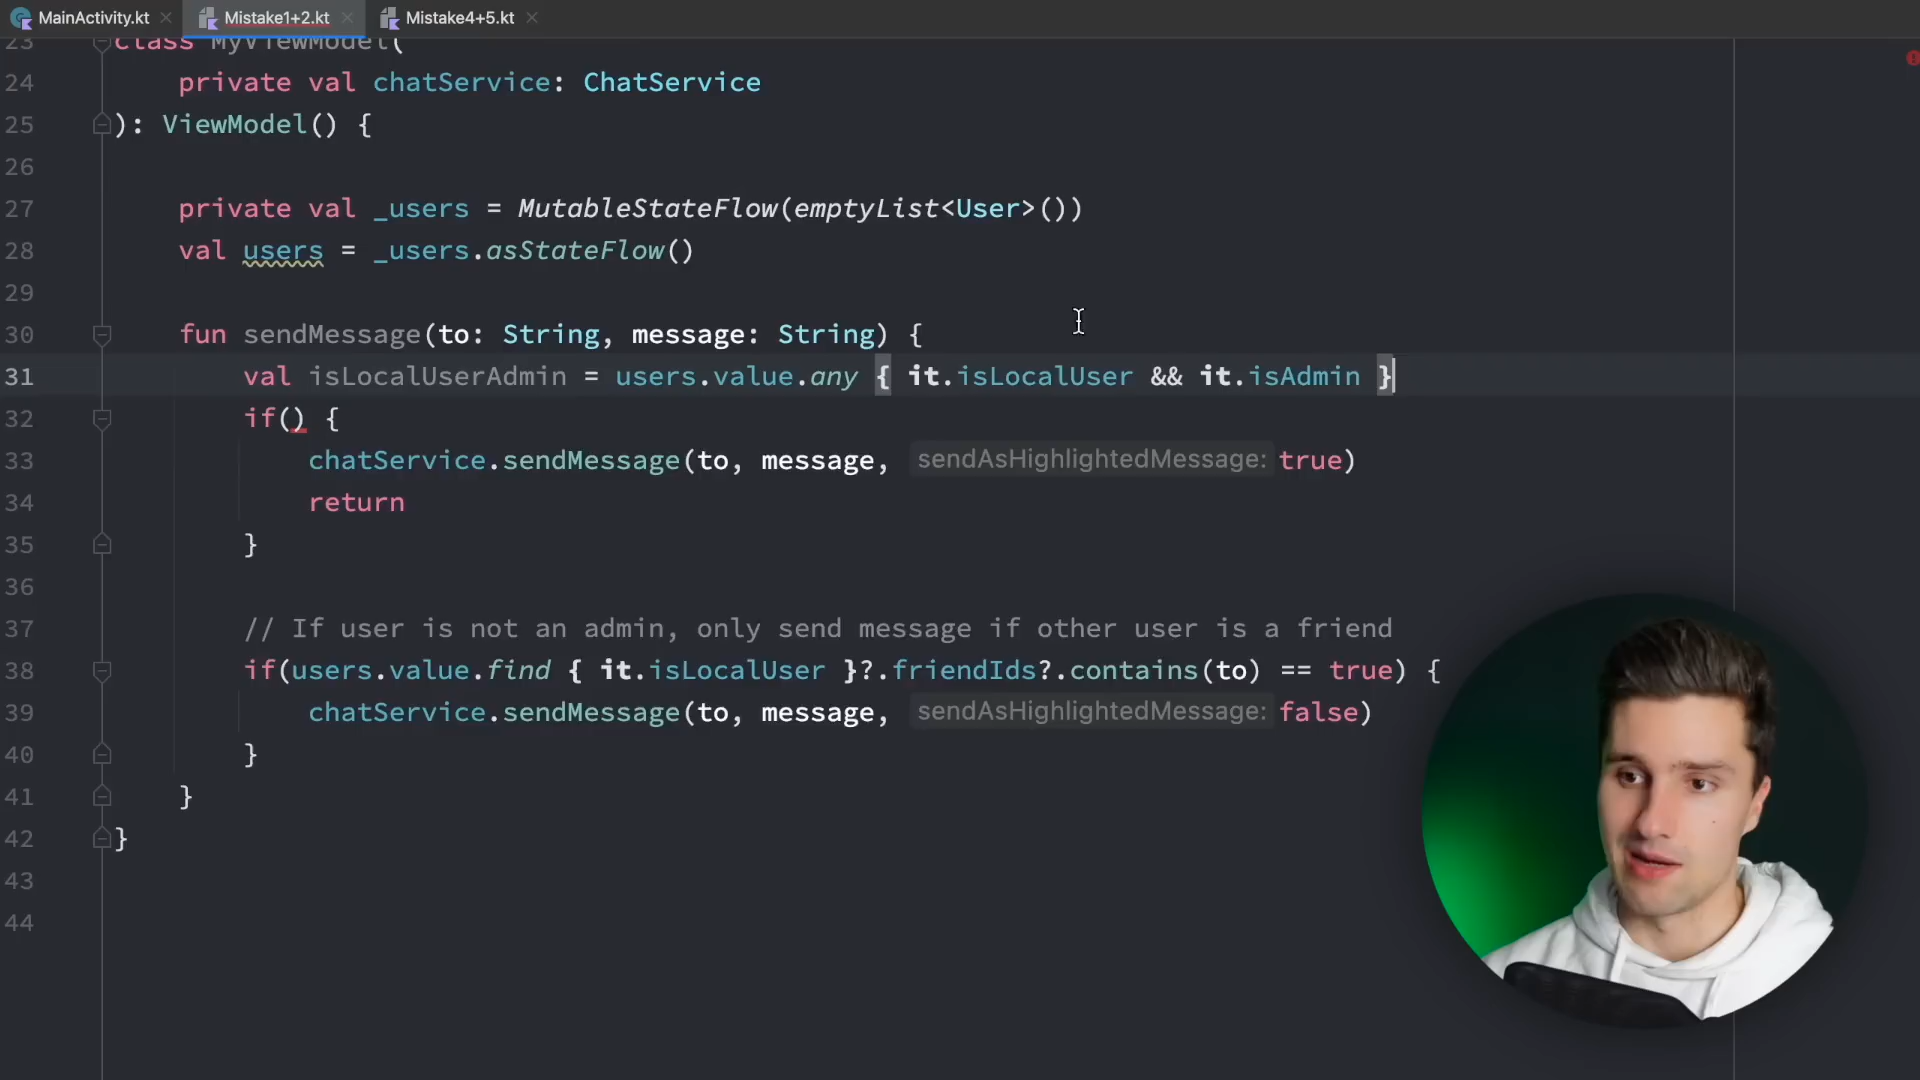 MainActivity.kt Mistake1+2.kt Mistake4+5.kt
23 class MyViewModel(
24 private val chatService: ChatService
25 ): ViewModel() {
26
27 private val _users = MutableStateFlow(emptyList<User>())
28 val users = _users.asStateFlow()
29
30 fun sendMessage(to: String, message: String) {
31 val isLocalUserAdmin = users.value.any { it.isLocalUser && it.isAdmin }
32 if() {
33 chatService.sendMessage(to, message, sendAsHighlightedMessage: true)
34 return
35 }
36
37 // If user is not an admin, only send message if other user is a friend
38 if(users.value.find { it.isLocalUser }?.friendIds?.contains(to) == true) {
39 chatService.sendMessage(to, message, sendAsHighlightedMessage: false)
40 }
41 }
42 }
43
44